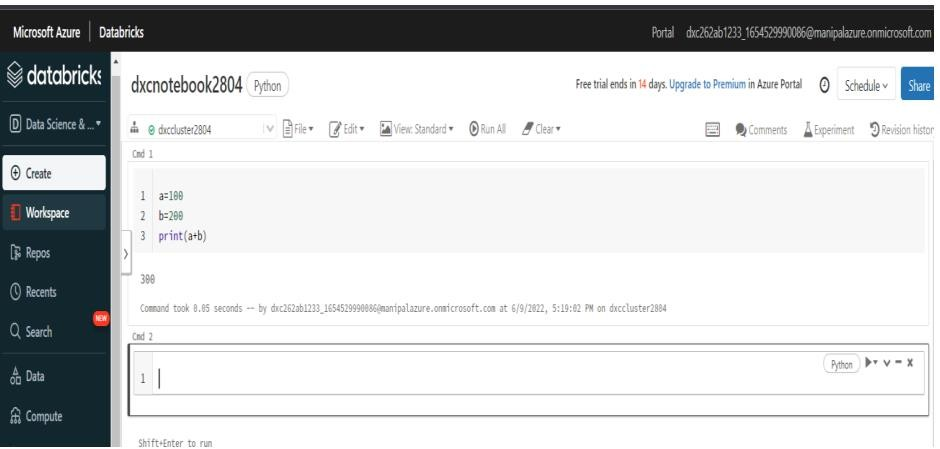 Microsoft Azure | Databricks
Portal dxc262ab1233_1654529990086@manipalazure.onmicrosoft.com
databricks
dxcnotebook2804 Python
Free trial ends in 14 days. Upgrade to Premium in Azure Portal
Schedule
Share
D Data Science & ...
dxccluster2804
File
Edit
View: Standard
Run All
Clear
Comments
Experiment
Revision histor
Create
Workspace
Repos
Recents
NEW
Search
Data
Compute
Cmd 1
1 a=100
2 b=200
3 print(a+b)
300
Command took 0.05 seconds -- by dxc262ab1233_1654529990086@manipalazure.onmicrosoft.com at 6/9/2022, 5:19:02 PM on dxccluster2804
Cmd 2
Python
1
Shift+Enter to run